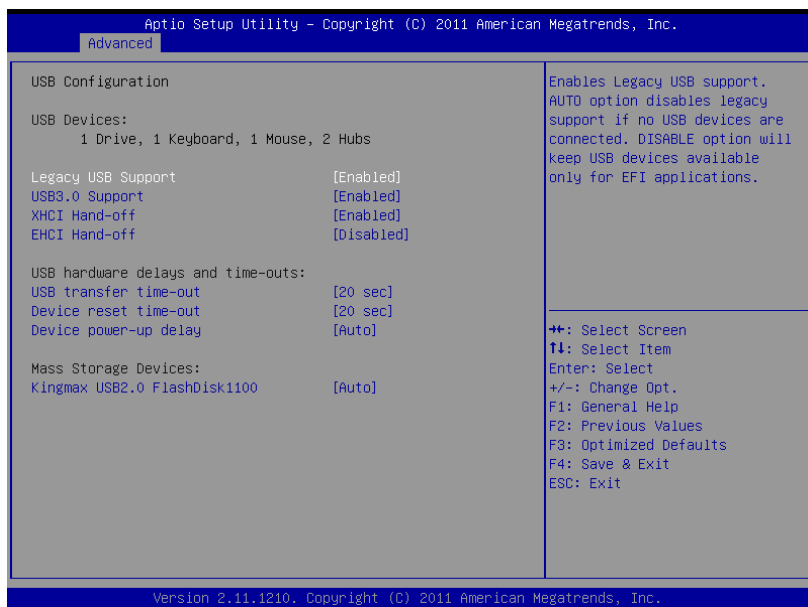 Aptio Setup Utility – Copyright (C) 2011 American Megatrends, Inc.
Advanced
USB Configuration
USB Devices:
1 Drive, 1 Keyboard, 1 Mouse, 2 Hubs
Legacy USB Support [Enabled]
USB3.0 Support [Enabled]
XHCI Hand-off [Enabled]
EHCI Hand-off [Disabled]
USB hardware delays and time-outs:
USB transfer time-out [20 sec]
Device reset time-out [20 sec]
Device power-up delay [Auto]
Mass Storage Devices:
Kingmax USB2.0 FlashDisk1100 [Auto]
Enables Legacy USB support.
AUTO option disables legacy
support if no USB devices are
connected. DISABLE option will
keep USB devices available
only for EFI applications.
→←: Select Screen
↑↓: Select Item
Enter: Select
+/-: Change Opt.
F1: General Help
F2: Previous Values
F3: Optimized Defaults
F4: Save & Exit
ESC: Exit
Version 2.11.1210. Copyright (C) 2011 American Megatrends, Inc.